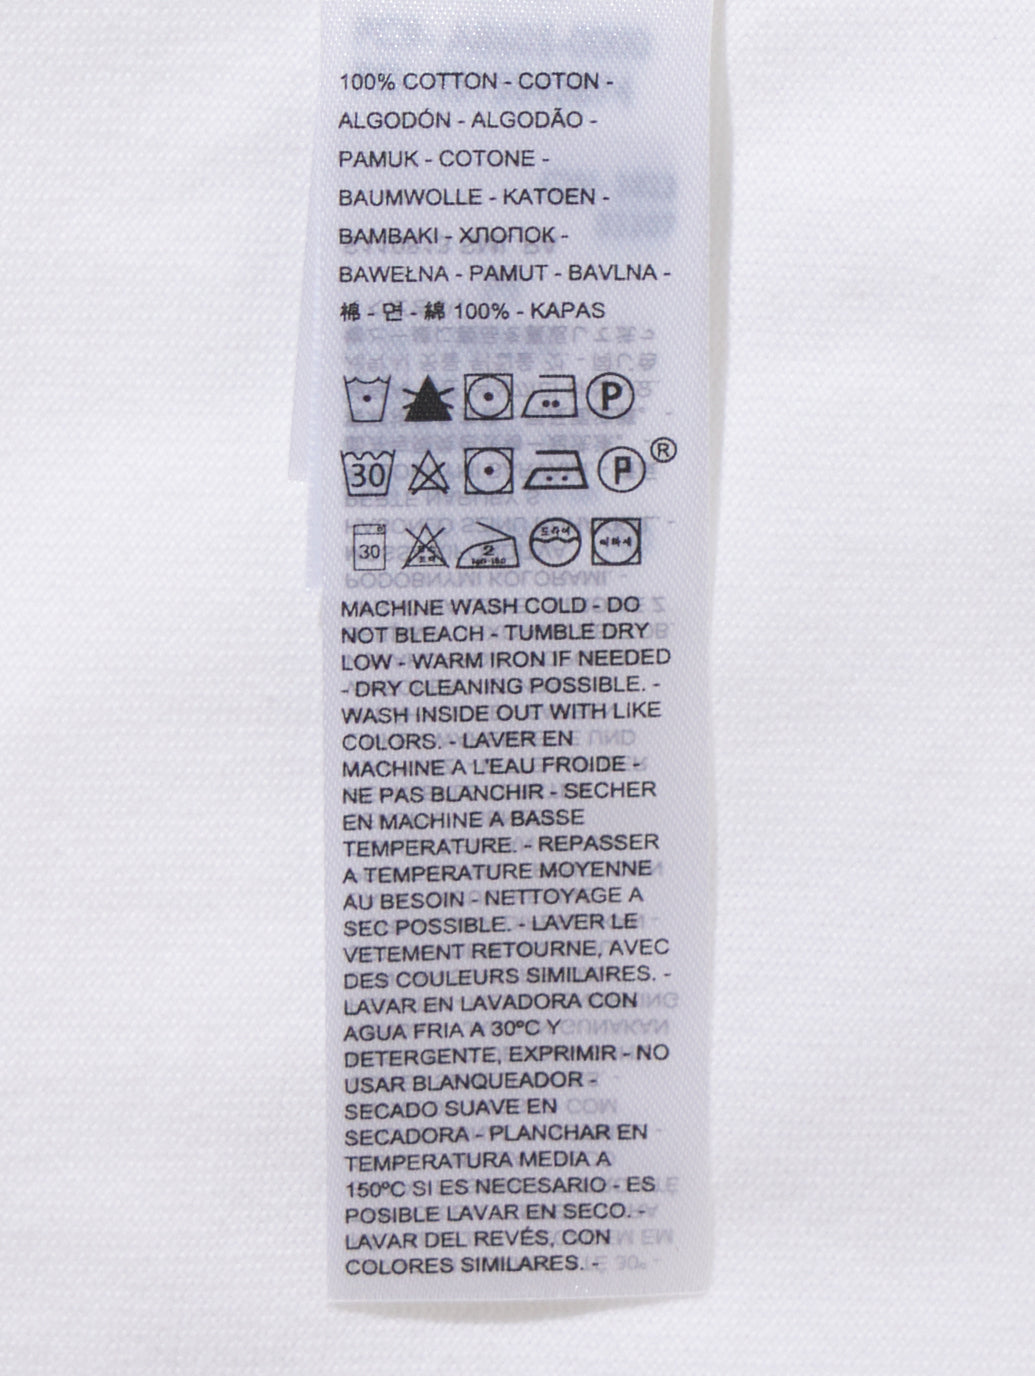 100% COTTON - COTON -
ALGODÓN - ALGODÃO -
PAMUK - COTONE -
BAUMWOLLE - KATOEN -
BAMBAKI - ХЛОПОК -
BAWEŁNA - PAMUT - BAVLNA -
棉 - 면 - 綿 100% - KAPAS
P
30 P ®
30 2 드라이
MACHINE WASH COLD - DO
NOT BLEACH - TUMBLE DRY
LOW - WARM IRON IF NEEDED
- DRY CLEANING POSSIBLE. -
WASH INSIDE OUT WITH LIKE
COLORS. - LAVER EN
MACHINE A L'EAU FROIDE -
NE PAS BLANCHIR - SECHER
EN MACHINE A BASSE
TEMPERATURE. - REPASSER
A TEMPERATURE MOYENNE
AU BESOIN - NETTOYAGE A
SEC POSSIBLE. - LAVER LE
VETEMENT RETOURNE, AVEC
DES COULEURS SIMILAIRES. -
LAVAR EN LAVADORA CON
AGUA FRIA A 30ºC Y
DETERGENTE, EXPRIMIR - NO
USAR BLANQUEADOR -
SECADO SUAVE EN
SECADORA - PLANCHAR EN
TEMPERATURA MEDIA A
150ºC SI ES NECESARIO - ES
POSIBLE LAVAR EN SECO. -
LAVAR DEL REVÉS, CON
COLORES SIMILARES. -